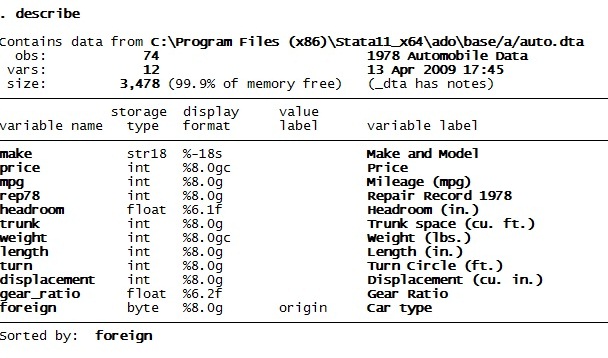 . describe
Contains data from C:\Program Files (x86)\Stata11_x64\ado\base/a/auto.dta
obs: 74 1978 Automobile Data
vars: 12 13 Apr 2009 17:45
size: 3,478 (99.9% of memory free) (_dta has notes)
storage display value
variable name type format label variable label
make str18 %-18s Make and Model
price int %8.0gc Price
mpg int %8.0g Mileage (mpg)
rep78 int %8.0g Repair Record 1978
headroom float %6.1f Headroom (in.)
trunk int %8.0g Trunk space (cu. ft.)
weight int %8.0gc Weight (lbs.)
length int %8.0g Length (in.)
turn int %8.0g Turn Circle (ft.)
displacement int %8.0g Displacement (cu. in.)
gear_ratio float %6.2f Gear Ratio
foreign byte %8.0g origin Car type
Sorted by: foreign